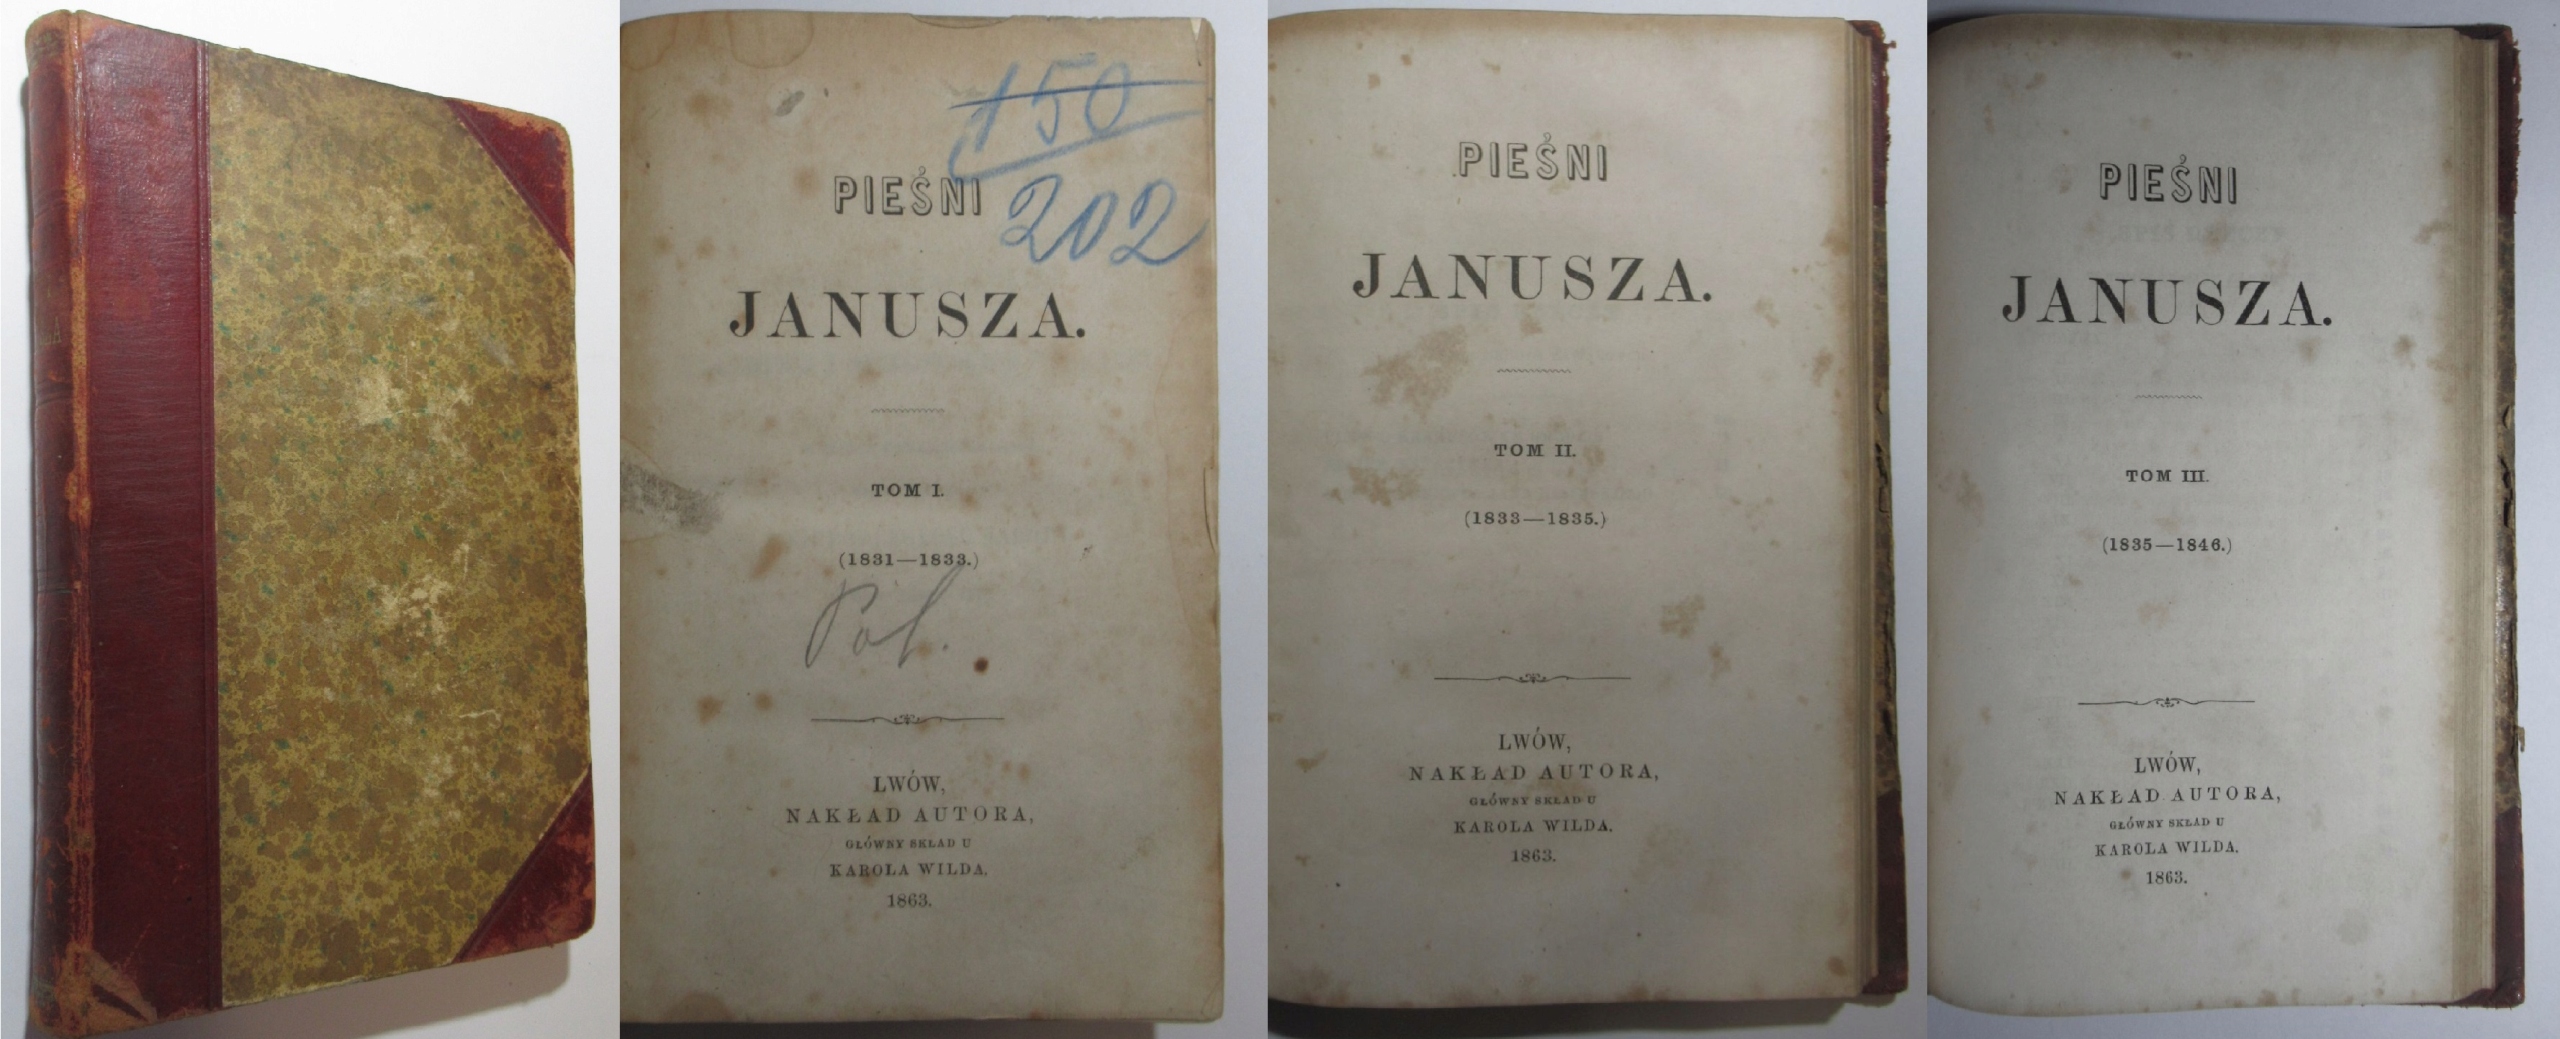 150
202
PIEŚNI
JANUSZA.
TOM I.
(1831—1833.)
Pol.
LWÓW,
NAKŁAD AUTORA,
GŁÓWNY SKŁAD U
KAROLA WILDA.
1863.
PIEŚNI
JANUSZA.
TOM II.
(1833—1835.)
LWÓW,
NAKŁAD AUTORA,
GŁÓWNY SKŁAD U
KAROLA WILDA.
1863.
PIEŚNI
JANUSZA.
TOM III.
(1835—1846.)
LWÓW,
NAKŁAD AUTORA,
GŁÓWNY SKŁAD U
KAROLA WILDA.
1863.